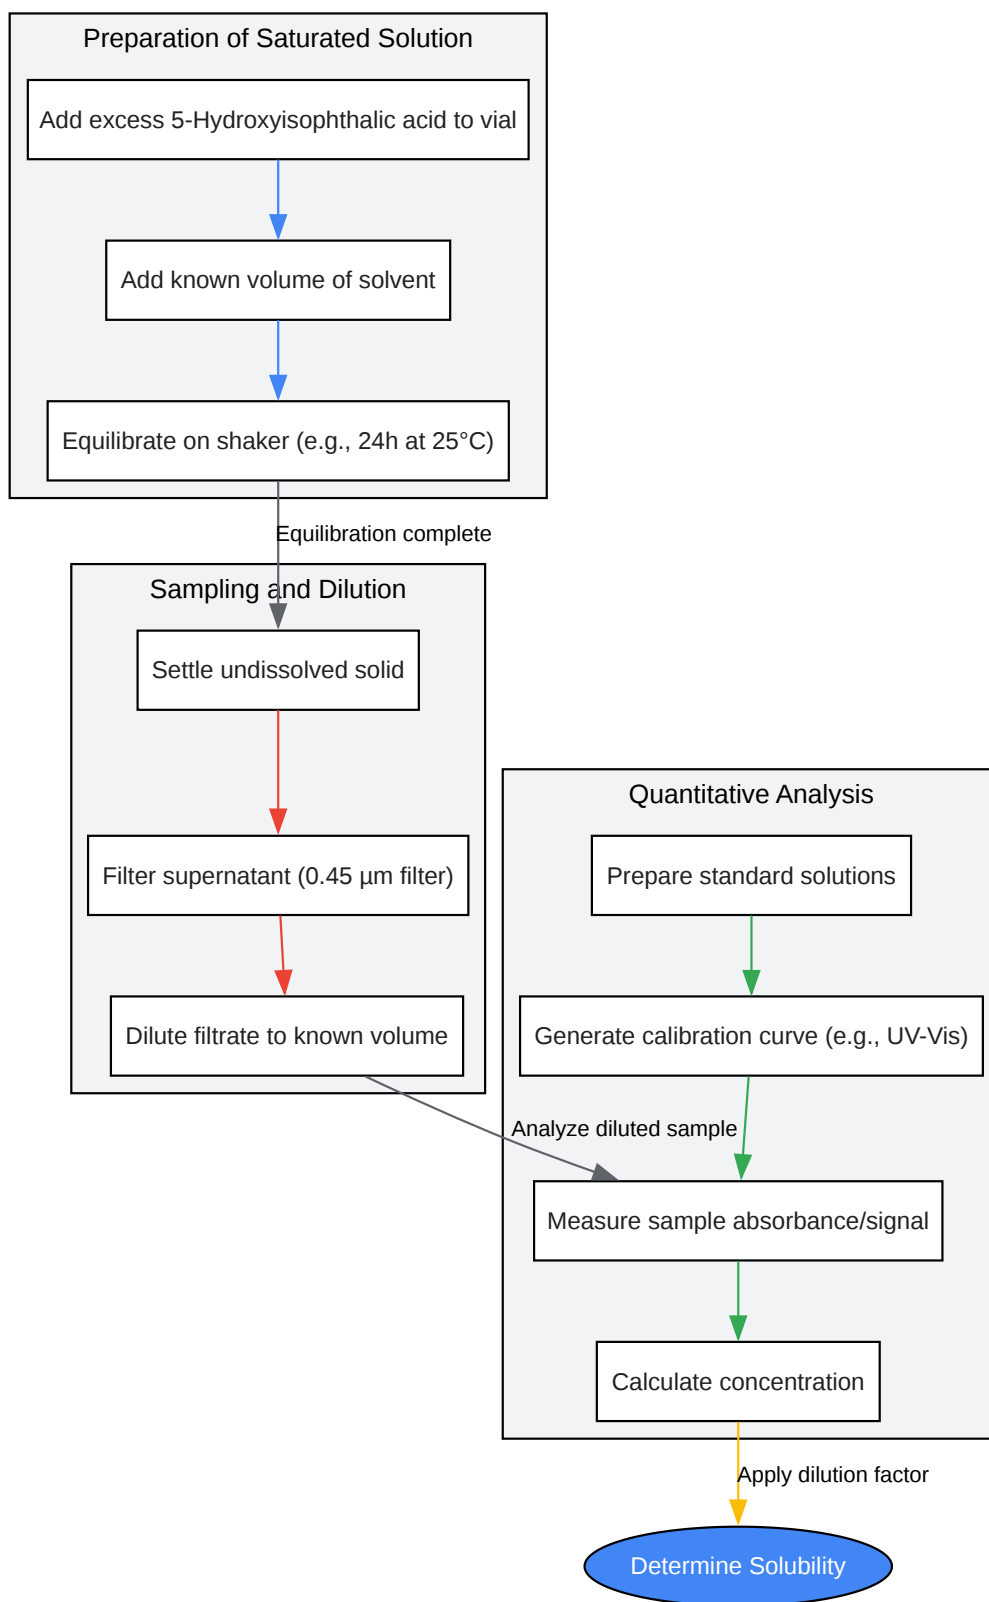 Preparation of Saturated Solution
Add excess 5-Hydroxyisophthalic acid to vial
Add known volume of solvent
Equilibrate on shaker (e.g., 24h at 25°C)
Equilibration complete
Sampling and Dilution
Settle undissolved solid
Filter supernatant (0.45 µm filter)
Dilute filtrate to known volume
Quantitative Analysis
Prepare standard solutions
Generate calibration curve (e.g., UV-Vis)
Analyze diluted sample
Measure sample absorbance/signal
Calculate concentration
Apply dilution factor
Determine Solubility